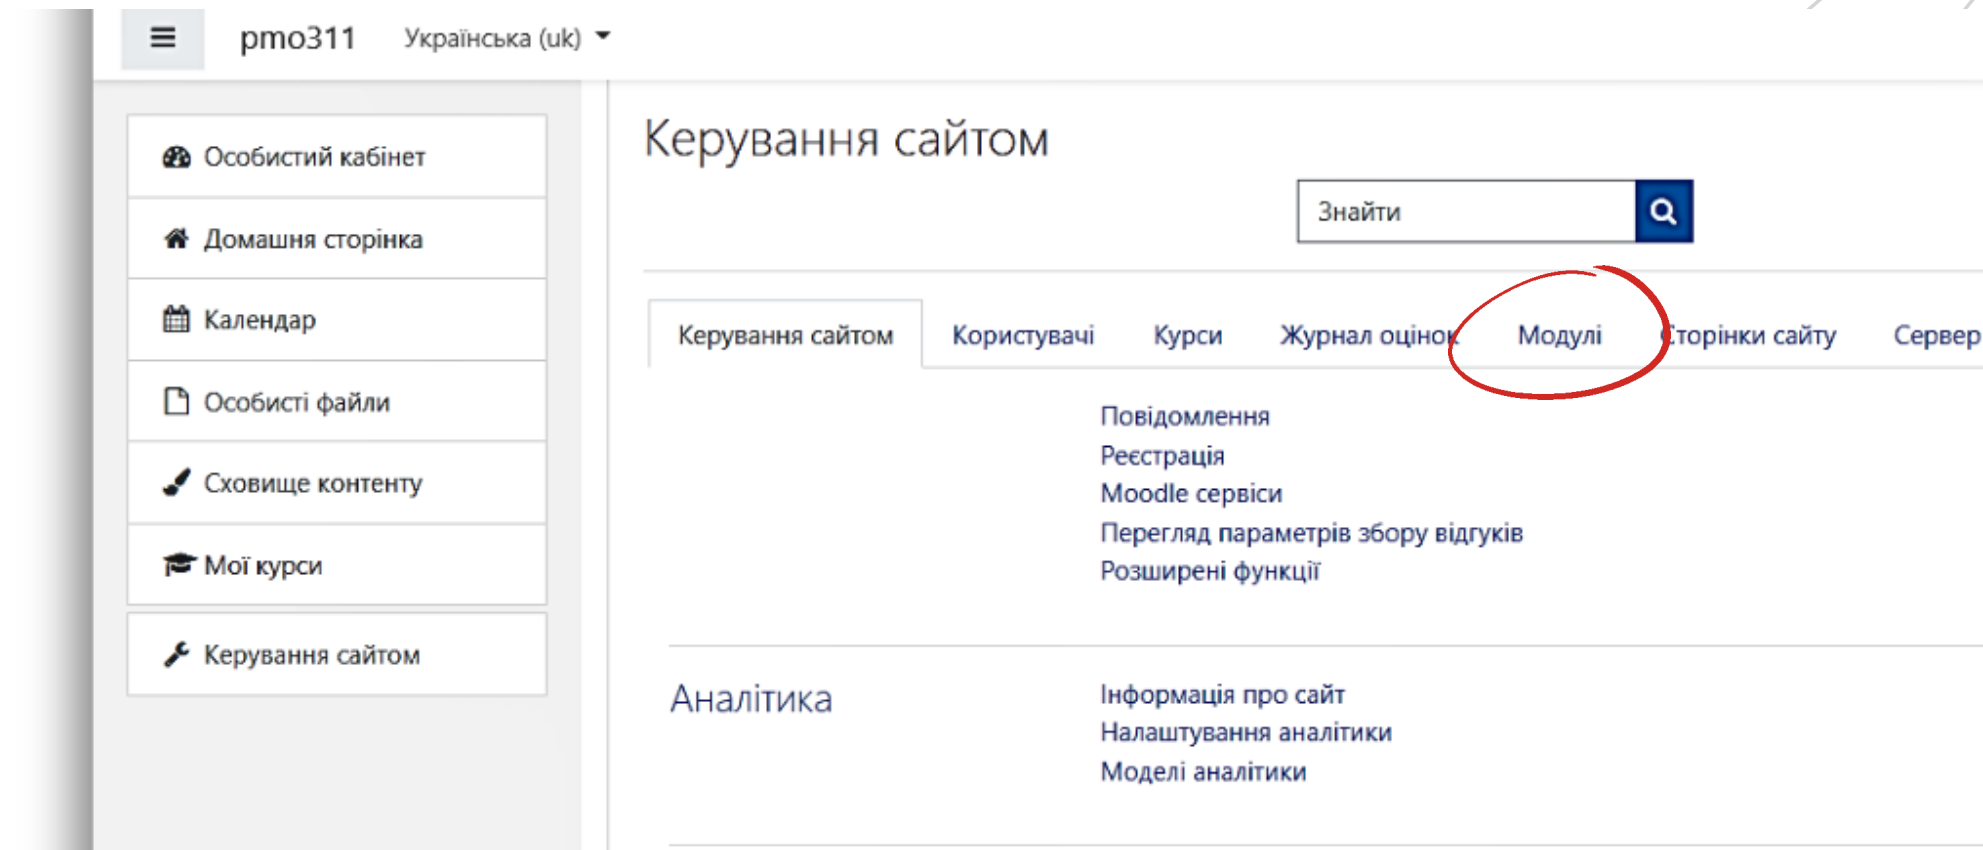 pmo311 Українська (uk)
Особистий кабінет
Домашня сторінка
Календар
Особисті файли
Сховище контенту
Мої курси
Керування сайтом
Керування сайтом
Знайти
Керування сайтом Користувачі Курси Журнал оцінок Модулі Сторінки сайту Сервер
Повідомлення
Реєстрація
Moodle сервіси
Перегляд параметрів збору відгуків
Розширені функції
Аналітика
Інформація про сайт
Налаштування аналітики
Моделі аналітики